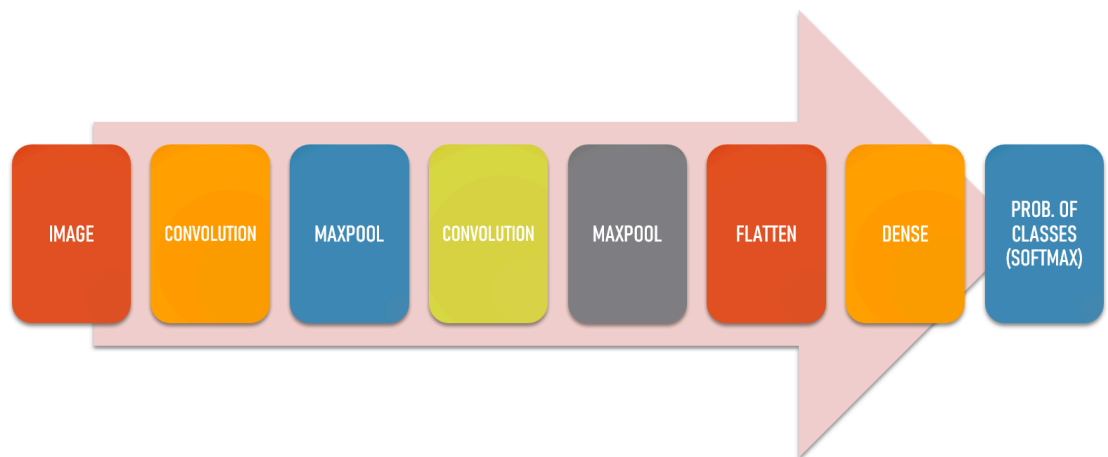 IMAGE
CONVOLUTION
MAXPOOL
CONVOLUTION
MAXPOOL
FLATTEN
DENSE
PROB. OF
CLASSES
(SOFTMAX)